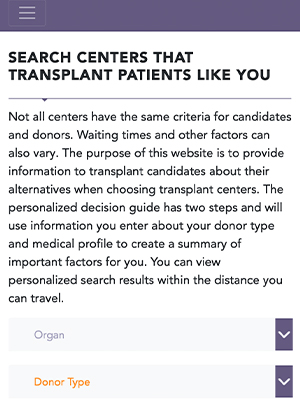 SEARCH CENTERS THAT
TRANSPLANT PATIENTS LIKE YOU
Not all centers have the same criteria for candidates
and donors. Waiting times and other factors can
also vary. The purpose of this website is to provide
information to transplant candidates about their
alternatives when choosing transplant centers. The
personalized decision guide has two steps and will
use information you enter about your donor type
and medical profile to create a summary of
important factors for you. You can view
personalized search results within the distance you
can travel.
Organ
Donor Type